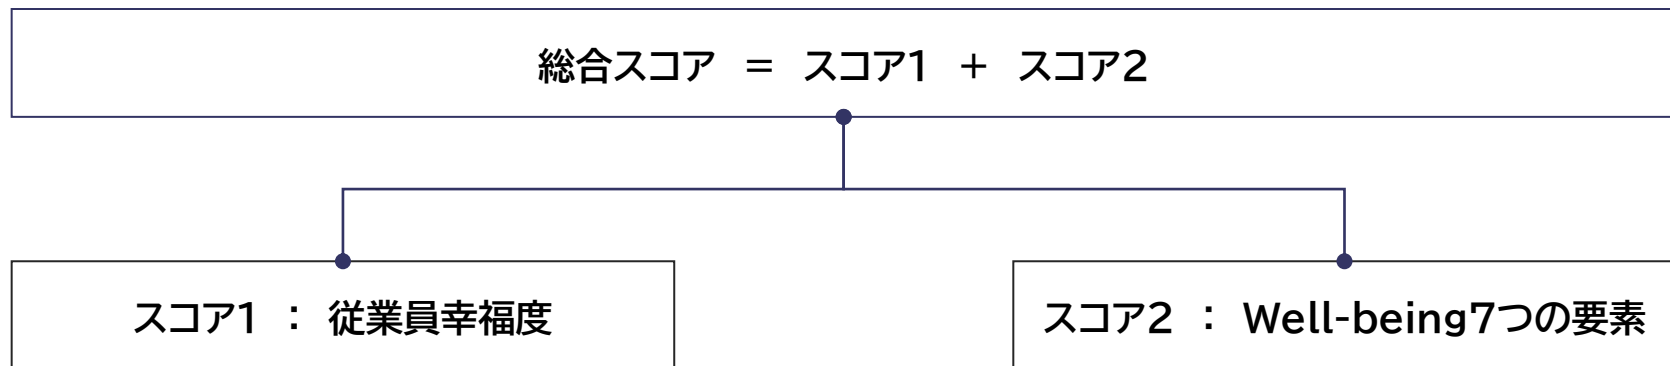 総合スコア ＝ スコア1 ＋ スコア2
スコア1 ： 従業員幸福度
スコア2 ： Well-being7つの要素